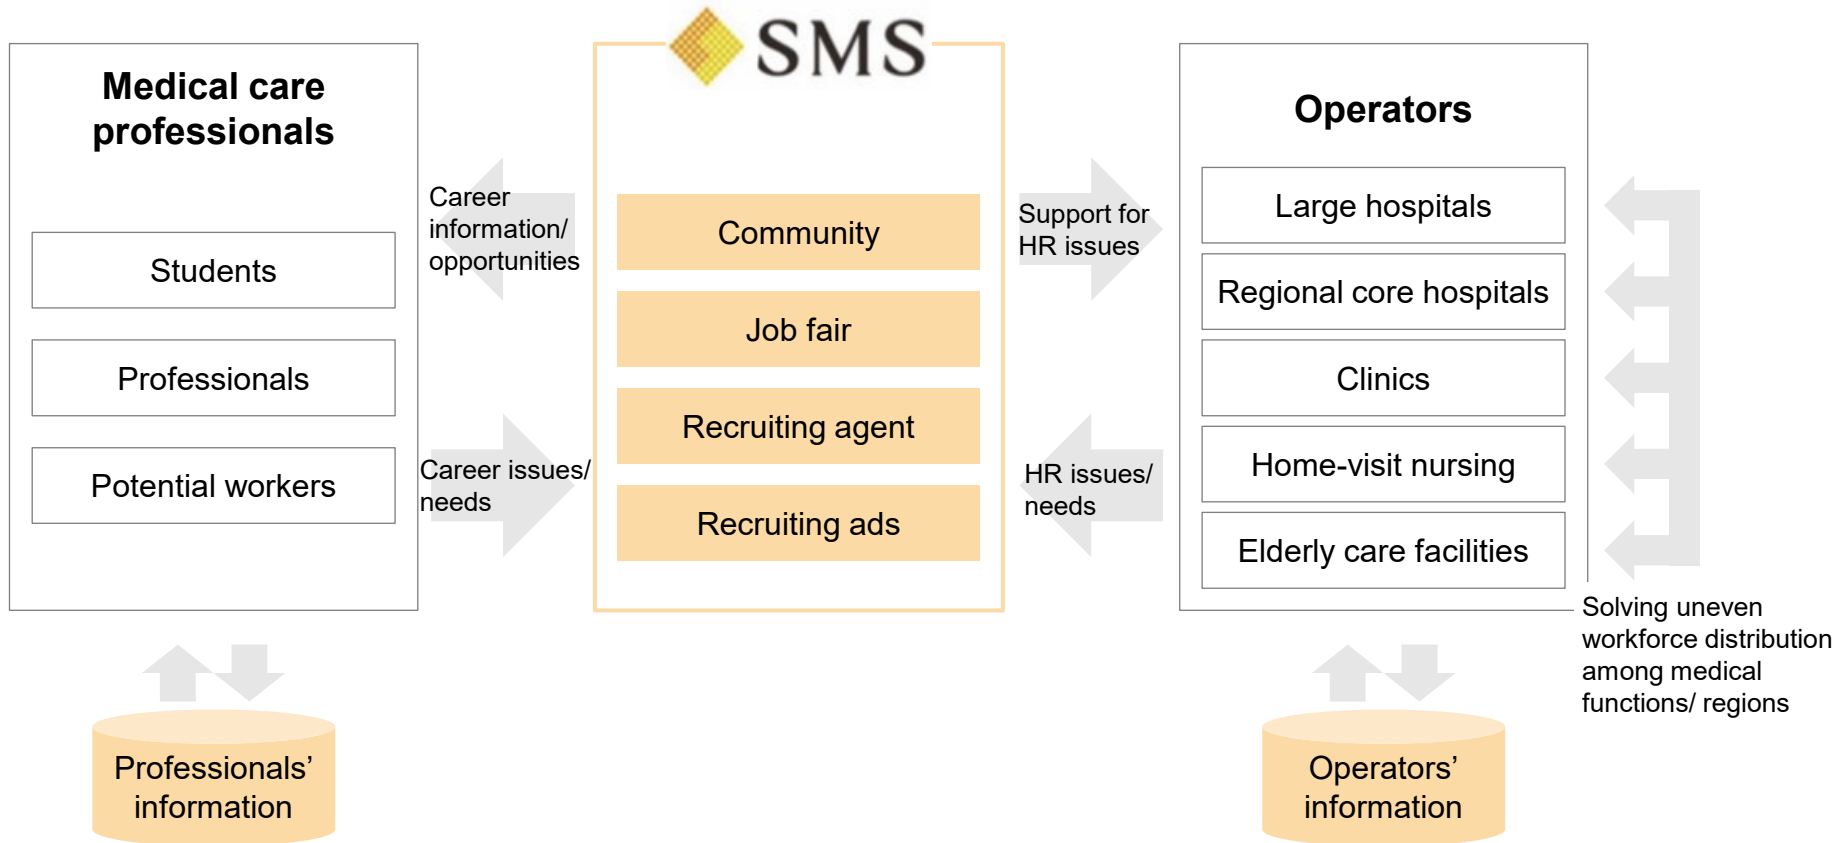 SMS
Medical care
professionals
Students
Professionals
Potential workers
Career
information/
opportunities
Career issues/
needs
Community
Job fair
Recruiting agent
Recruiting ads
Support for
HR issues
HR issues/
needs
Operators
Large hospitals
Regional core hospitals
Clinics
Home-visit nursing
Elderly care facilities
Solving uneven
workforce distribution
among medical
functions/ regions
Professionals’
information
Operators’
information